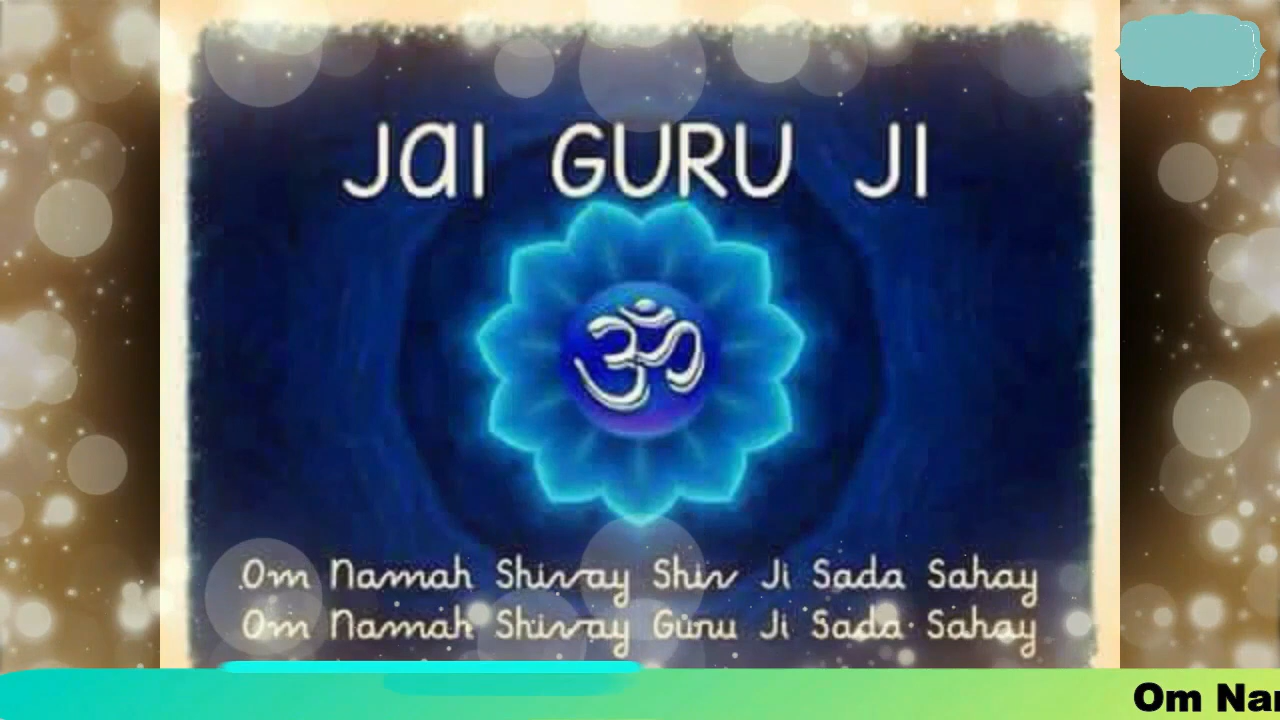 Jai GURU JI
ॐ
Om Namah Shivay Shiv Ji Sada Sahay
Om Namah Shivay Guru Ji Sada Sahay
Om Na